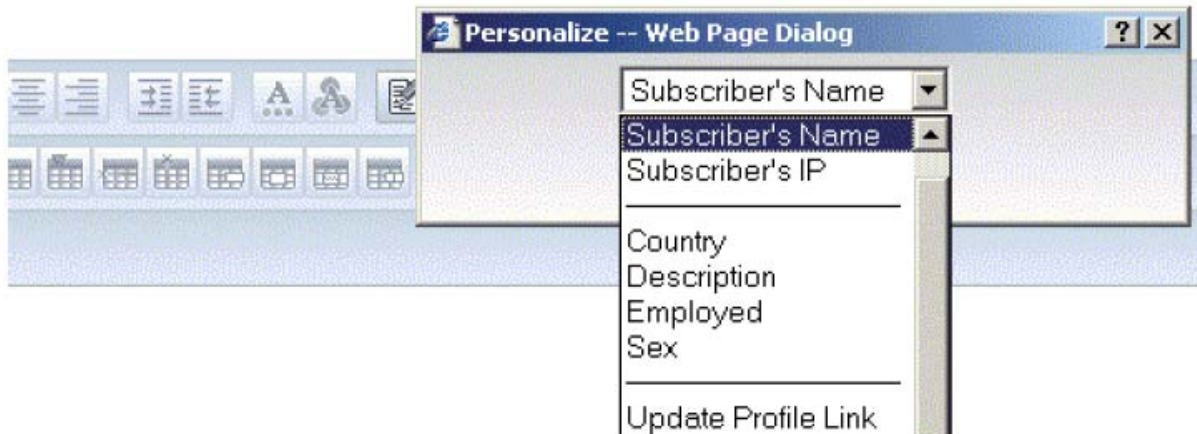 Personalize -- Web Page Dialog
Subscriber's Name
Subscriber's Name
Subscriber's IP
Country
Description
Employed
Sex
Update Profile Link